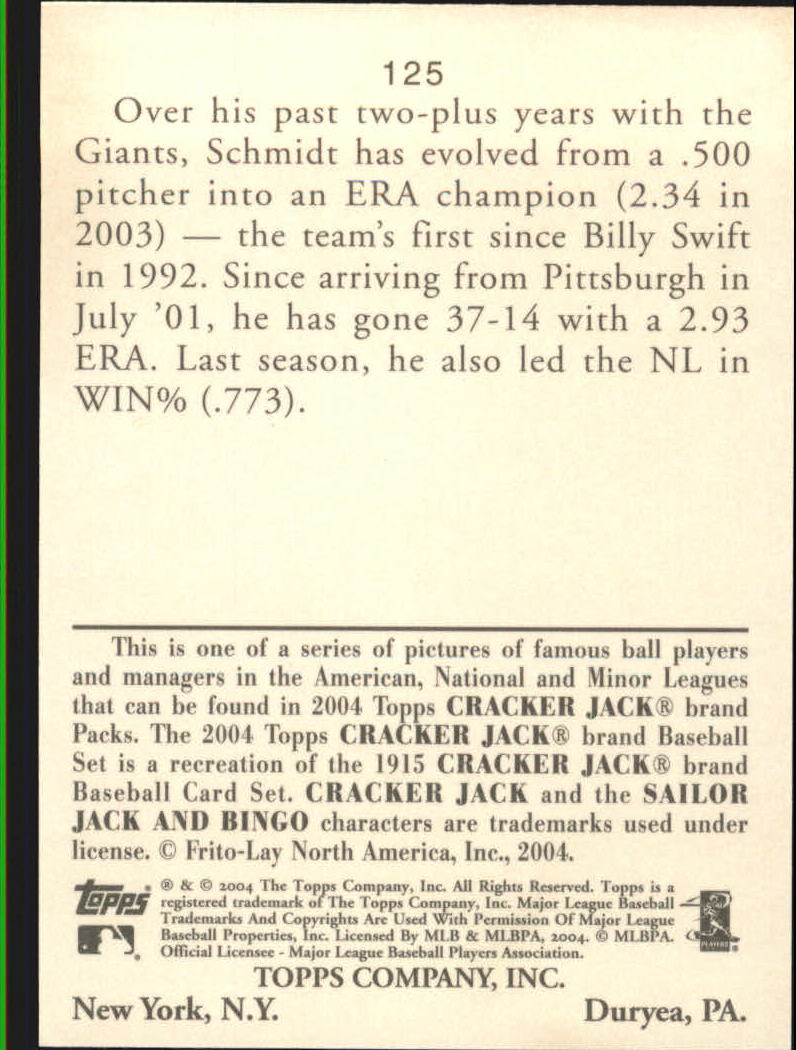 125
Over his past two-plus years with the
Giants, Schmidt has evolved from a .500
pitcher into an ERA champion (2.34 in
2003) — the team's first since Billy Swift
in 1992. Since arriving from Pittsburgh in
July '01, he has gone 37-14 with a 2.93
ERA. Last season, he also led the NL in
WIN% (.773).
This is one of a series of pictures of famous ball players
and managers in the American, National and Minor Leagues
that can be found in 2004 Topps CRACKER JACK® brand
Packs. The 2004 Topps CRACKER JACK® brand Baseball
Set is a recreation of the 1915 CRACKER JACK® brand
Baseball Card Set. CRACKER JACK and the SAILOR
JACK AND BINGO characters are trademarks used under
license. © Frito-Lay North America, Inc., 2004.
topps
® & © 2004 The Topps Company, Inc. All Rights Reserved. Topps is a
registered trademark of The Topps Company, Inc. Major League Baseball
Trademarks And Copyrights Are Used With Permission Of Major League
Baseball Properties, Inc. Licensed By MLB & MLBPA, 2004. © MLBPA.
Official Licensee - Major League Baseball Players Association.
PLAYERS
TOPPS COMPANY, INC.
New York, N.Y. Duryea, PA.